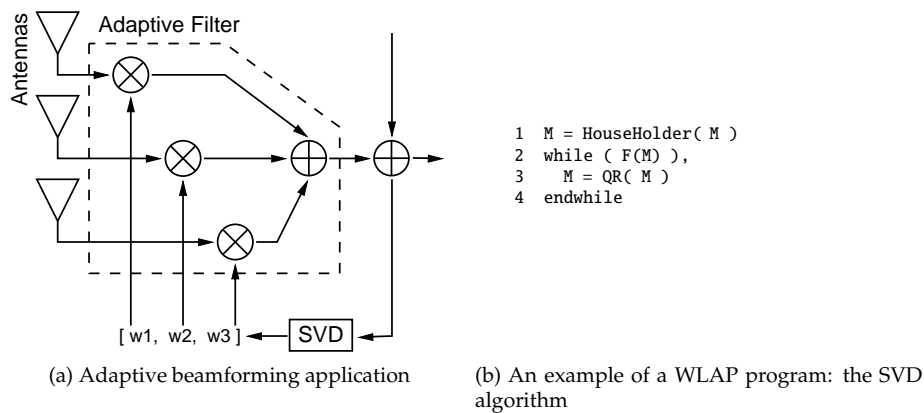 Antennas
Adaptive Filter
[ w1, w2, w3 ]
SVD
(a) Adaptive beamforming application
1 M = HouseHolder( M )
2 while ( F(M) ),
3 M = QR( M )
4 endwhile
(b) An example of a WLAP program: the SVD
algorithm